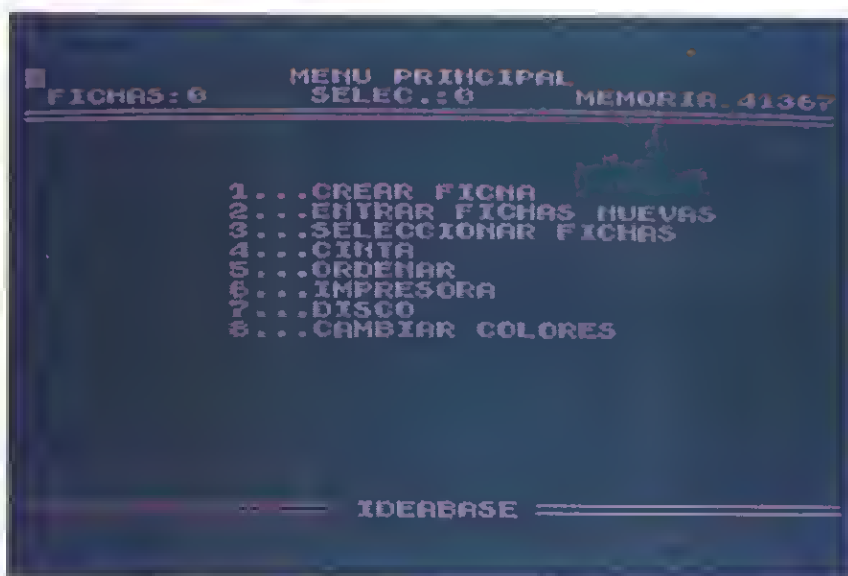 MENU PRINCIPAL
FICHAS:0 SELEC.:0 MEMORIA.41367
1...CREAR FICHA
2...ENTRAR FICHAS NUEVAS
3...SELECCIONAR FICHAS
4...CINTA
5...ORDENAR
6...IMPRESORA
7...DISCO
8...CAMBIAR COLORES
IDEABASE